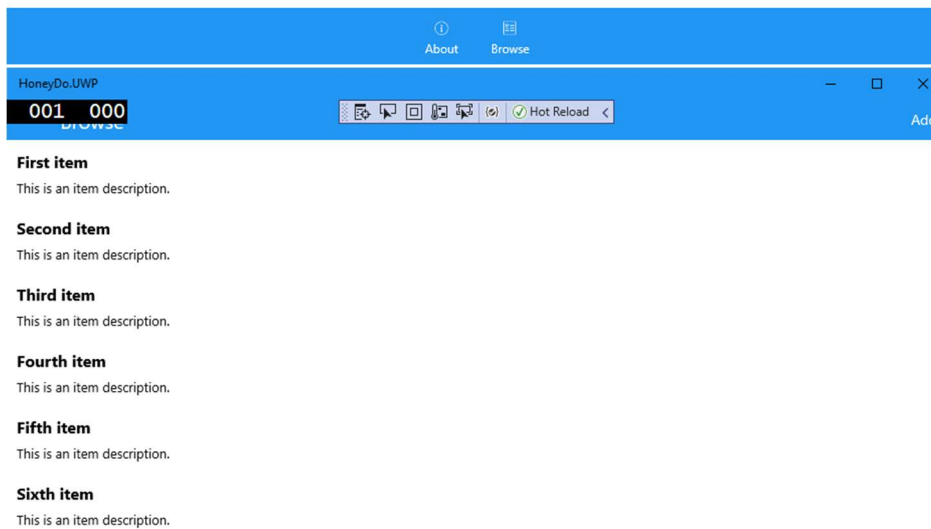 About Browse
HoneyDo.UWP
001 000
Hot Reload
Browse
First item
This is an item description.
Second item
This is an item description.
Third item
This is an item description.
Fourth item
This is an item description.
Fifth item
This is an item description.
Sixth item
This is an item description.